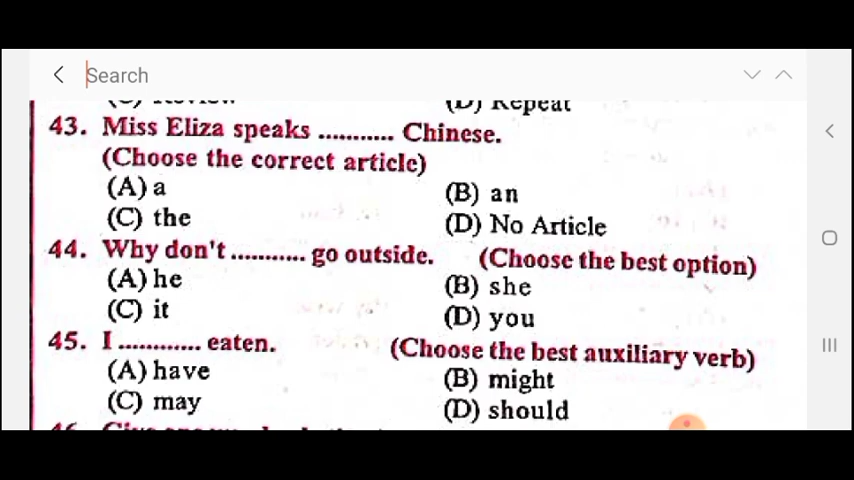 Search
(D) Repeat
43. Miss Eliza speaks ........... Chinese.
(Choose the correct article)
(A) a
(B) an
(C) the
(D) No Article
44. Why don't ........... go outside. (Choose the best option)
(A) he
(B) she
(C) it
(D) you
45. I ............. eaten. (Choose the best auxiliary verb)
(A) have
(B) might
(C) may
(D) should